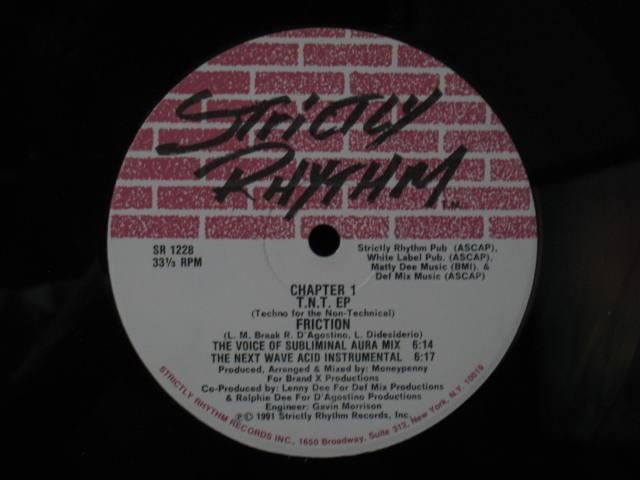 STRICTLY
RHYTHM TM
SR 1228
33⅓ RPM
Strictly Rhythm Pub (ASCAP),
White Label Pub. (ASCAP),
Matty Dee Music (BMI), &
Def Mix Music (ASCAP)
CHAPTER 1
T.N.T. EP
(Techno for the Non-Technical)
FRICTION
(L. M. Braak R. D'Agostino, L. Didesiderio)
THE VOICE OF SUBLIMINAL AURA MIX 6:14
THE NEXT WAVE ACID INSTRUMENTAL 6:17
Produced, Arranged & Mixed by: Moneypenny
For Brand X Productions
Co-Produced by: Lenny Dee For Def Mix Productions
& Ralphie Dee For D'Agostino Productions
Engineer: Gavin Morrison
℗© 1991 Strictly Rhythm Records, Inc.
STRICTLY RHYTHM RECORDS INC., 1650 Broadway, Suite 312, New York, N.Y. 10019